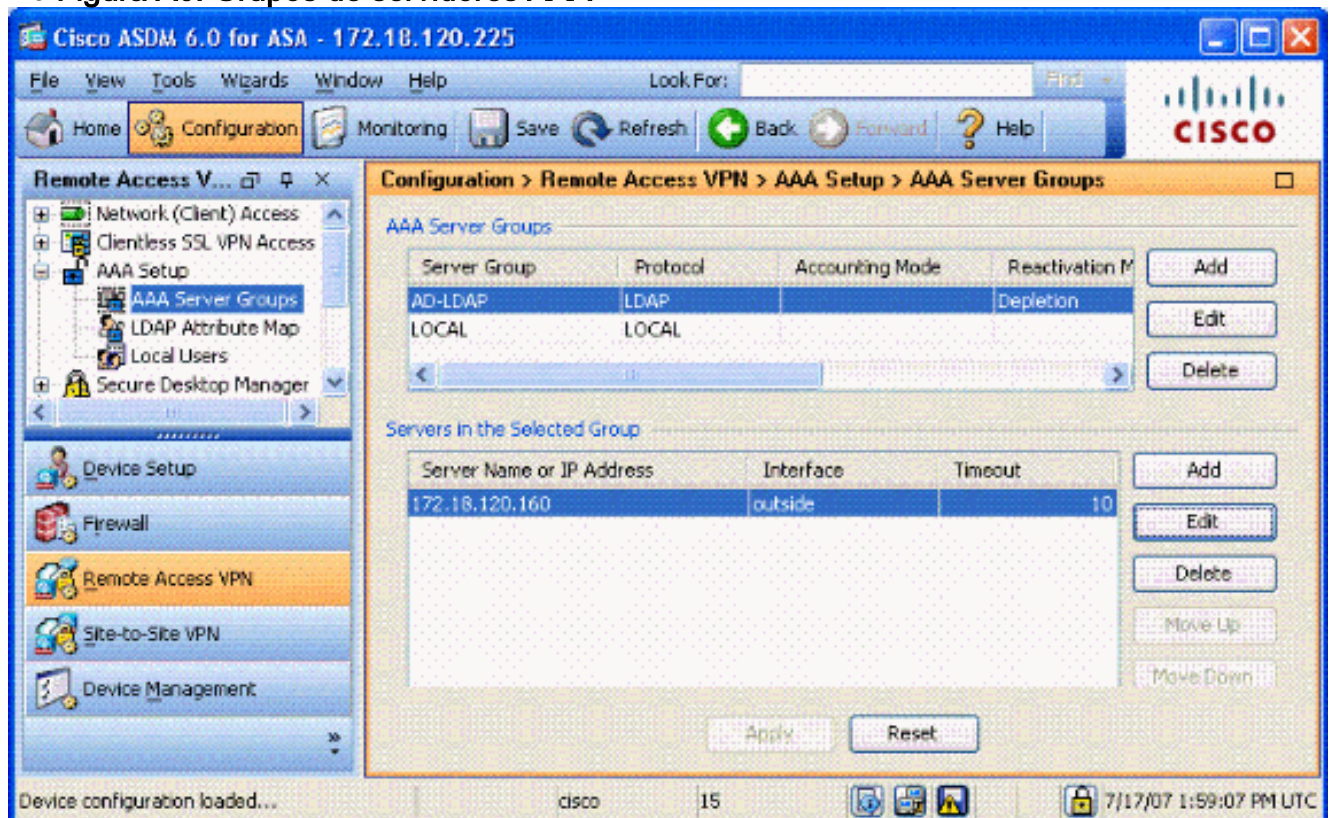 Cisco ASDM 6.0 for ASA - 172.18.120.225
File View Tools Wizards Window Help Look For: Find
Home Configuration Monitoring Save Refresh Back Forward Help
CISCO
Remote Access V...
Network (Client) Access
Clientless SSL VPN Access
AAA Setup
AAA Server Groups
LDAP Attribute Map
Local Users
Secure Desktop Manager
Device Setup
Firewall
Remote Access VPN
Site-to-Site VPN
Device Management
Configuration > Remote Access VPN > AAA Setup > AAA Server Groups
AAA Server Groups
Server Group Protocol Accounting Mode Reactivation M
AD-LDAP LDAP Depletion
LOCAL LOCAL
Add
Edit
Delete
Servers in the Selected Group
Server Name or IP Address Interface Timeout
172.18.120.160 outside 10
Add
Edit
Delete
Move Up
Move Down
Apply Reset
Device configuration loaded... cisco 15 7/17/07 1:59:07 PM UTC